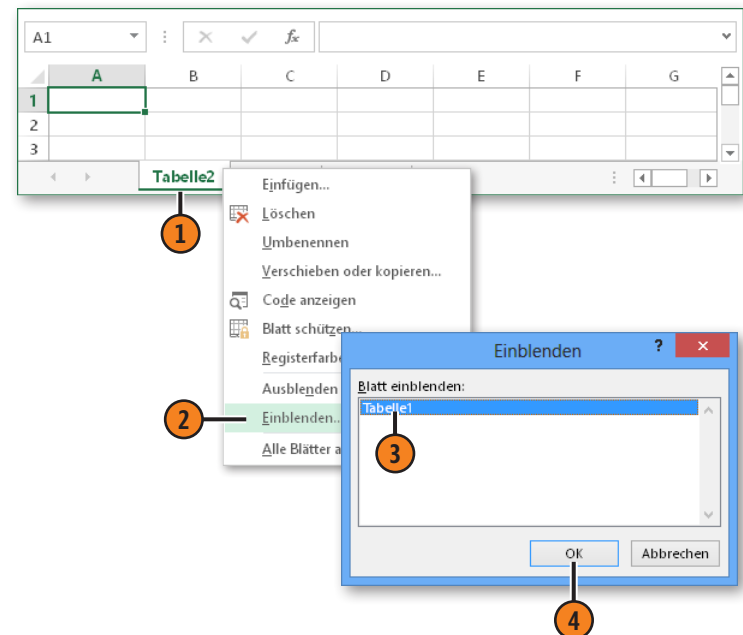 A1 fx
A B C D E F G
1
2
3
Tabelle2
1
Einfügen...
Löschen
Umbenennen
Verschieben oder kopieren...
Code anzeigen
Blatt schützen...
Registerfarbe
Ausblenden
2 Einblenden...
Alle Blätter a
Einblenden ? ×
Blatt einblenden:
Tabelle1
3
OK Abbrechen
4